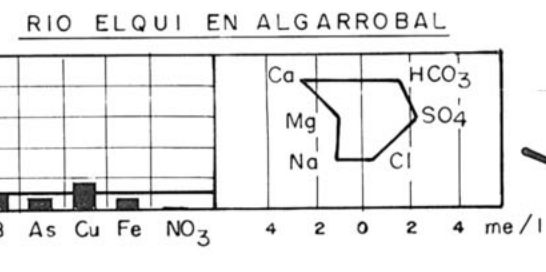 RIO ELQUI EN ALGARROBAL
Ca HCO3
Mg SO4
Na Cl
As Cu Fe NO3 4 2 0 2 4 me/l